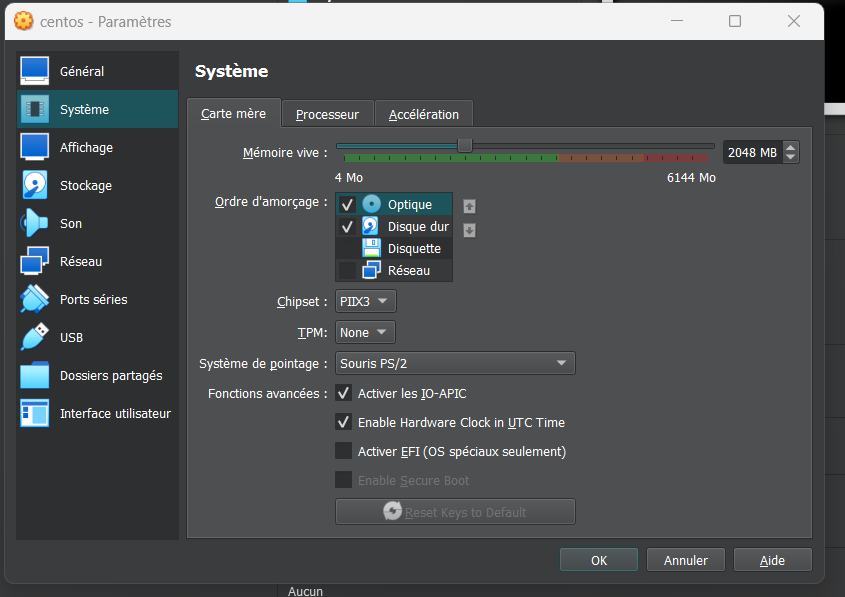 centos - Paramètres
Général
Système
Affichage
Stockage
Son
Réseau
Ports séries
USB
Dossiers partagés
Interface utilisateur
Système
Carte mère
Processeur
Accélération
Mémoire vive :
2048 MB
4 Mo
6144 Mo
Ordre d'amorçage :
Optique
Disque dur
Disquette
Réseau
Chipset :
PIIX3
TPM:
None
Système de pointage :
Souris PS/2
Fonctions avancées :
Activer les IO-APIC
Enable Hardware Clock in UTC Time
Activer EFI (OS spéciaux seulement)
Enable Secure Boot
Reset Keys to Default
OK
Annuler
Aide
Aucun